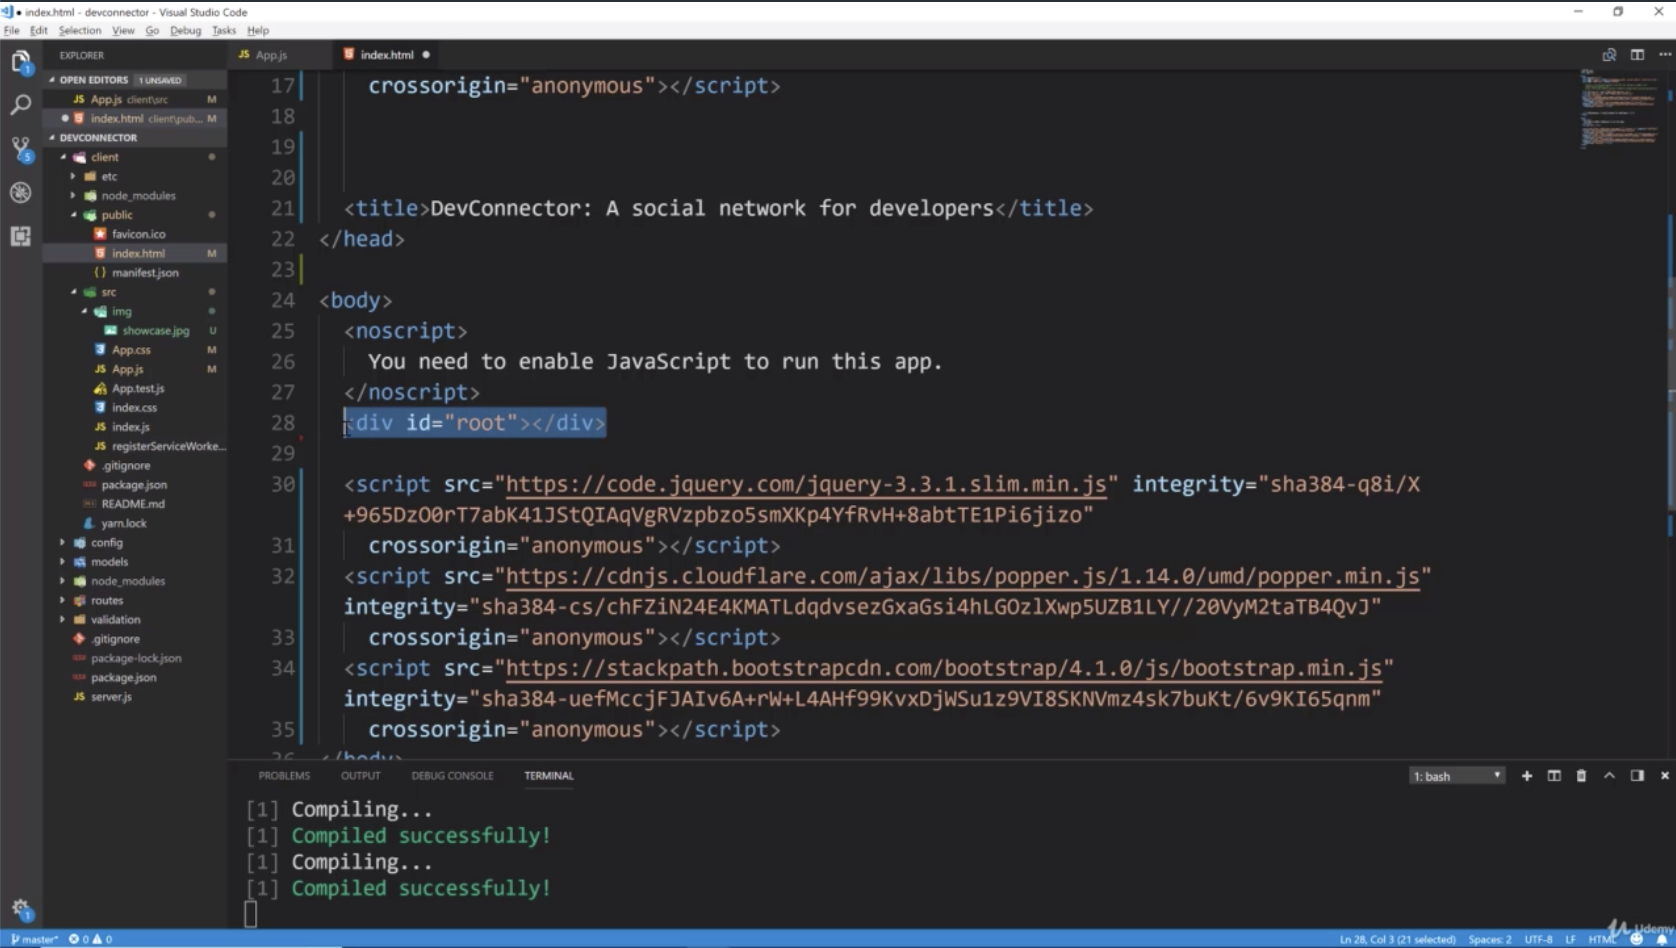 index.html - devconnector - Visual Studio Code
File Edit Selection View Go Debug Tasks Help
EXPLORER
OPEN EDITORS 1 UNSAVED
JS App.js client\src M
index.html client\pub... M
DEVCONNECTOR
client
etc
node_modules
public
favicon.ico
index.html M
{ } manifest.json
src
img
showcase.jpg U
App.css M
JS App.js M
App.test.js
index.css
JS index.js
JS registerServiceWorke...
.gitignore
package.json
README.md
yarn.lock
config
models
node_modules
routes
validation
.gitignore
package-lock.json
package.json
JS server.js
JS App.js index.html
17 crossorigin="anonymous"></script>
18
19
20
21 <title>DevConnector: A social network for developers</title>
22 </head>
23
24 <body>
25 <noscript>
26 You need to enable JavaScript to run this app.
27 </noscript>
28 <div id="root"></div>
29
30 <script src="https://code.jquery.com/jquery-3.3.1.slim.min.js" integrity="sha384-q8i/X
+965DzO0rT7abK41JStQIAqVgRVzpbzo5smXKp4YfRvH+8abtTE1Pi6jizo"
31 crossorigin="anonymous"></script>
32 <script src="https://cdnjs.cloudflare.com/ajax/libs/popper.js/1.14.0/umd/popper.min.js"
integrity="sha384-cs/chFZiN24E4KMATLdqdvsezGxaGsi4hLGOzlXwp5UZB1LY//20VyM2taTB4QvJ"
33 crossorigin="anonymous"></script>
34 <script src="https://stackpath.bootstrapcdn.com/bootstrap/4.1.0/js/bootstrap.min.js"
integrity="sha384-uefMccjFJAIv6A+rW+L4AHf99KvxDjWSu1z9VI8SKNVmz4sk7buKt/6v9KI65qnm"
35 crossorigin="anonymous"></script>
36 </body>
PROBLEMS OUTPUT DEBUG CONSOLE TERMINAL 1: bash
[1] Compiling...
[1] Compiled successfully!
[1] Compiling...
[1] Compiled successfully!
master* 0 0 Ln 28, Col 3 (21 selected) Spaces: 2 UTF-8 LF HTML
Udemy